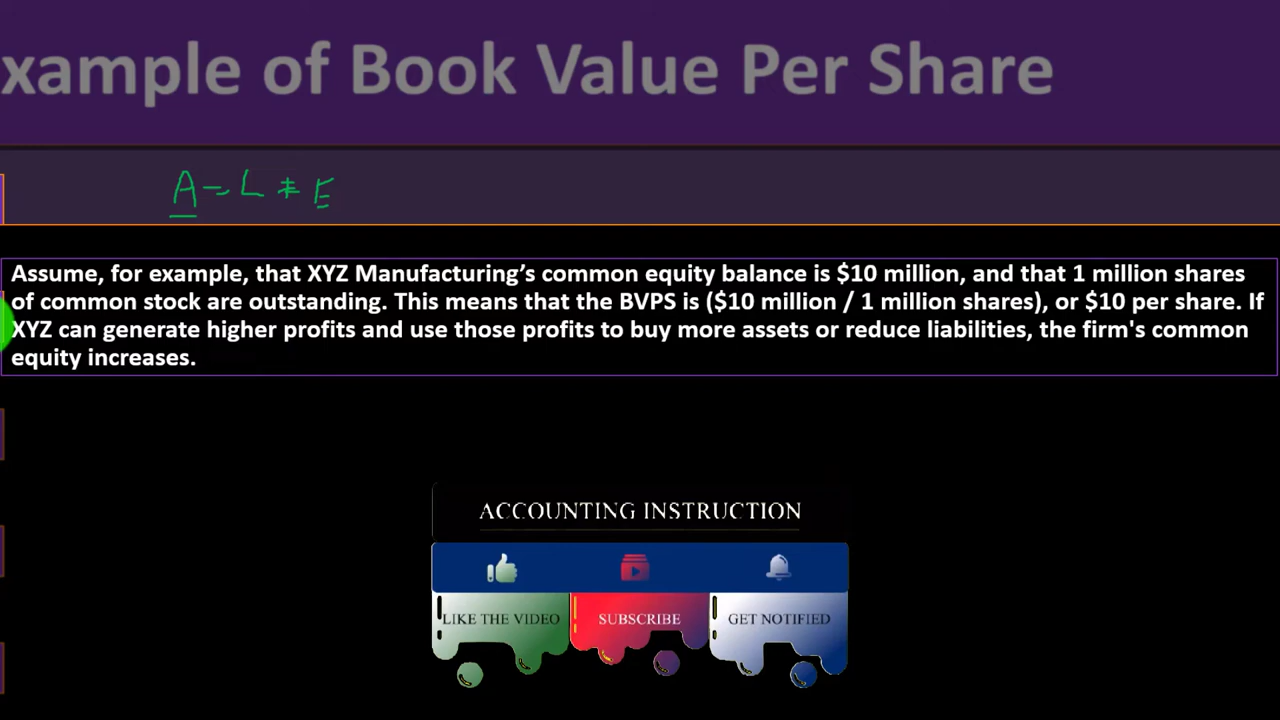 xample of Book Value Per Share
A = L + E
Assume, for example, that XYZ Manufacturing’s common equity balance is $10 million, and that 1 million shares
of common stock are outstanding. This means that the BVPS is ($10 million / 1 million shares), or $10 per share. If
XYZ can generate higher profits and use those profits to buy more assets or reduce liabilities, the firm's common
equity increases.
ACCOUNTING INSTRUCTION
LIKE THE VIDEO SUBSCRIBE GET NOTIFIED